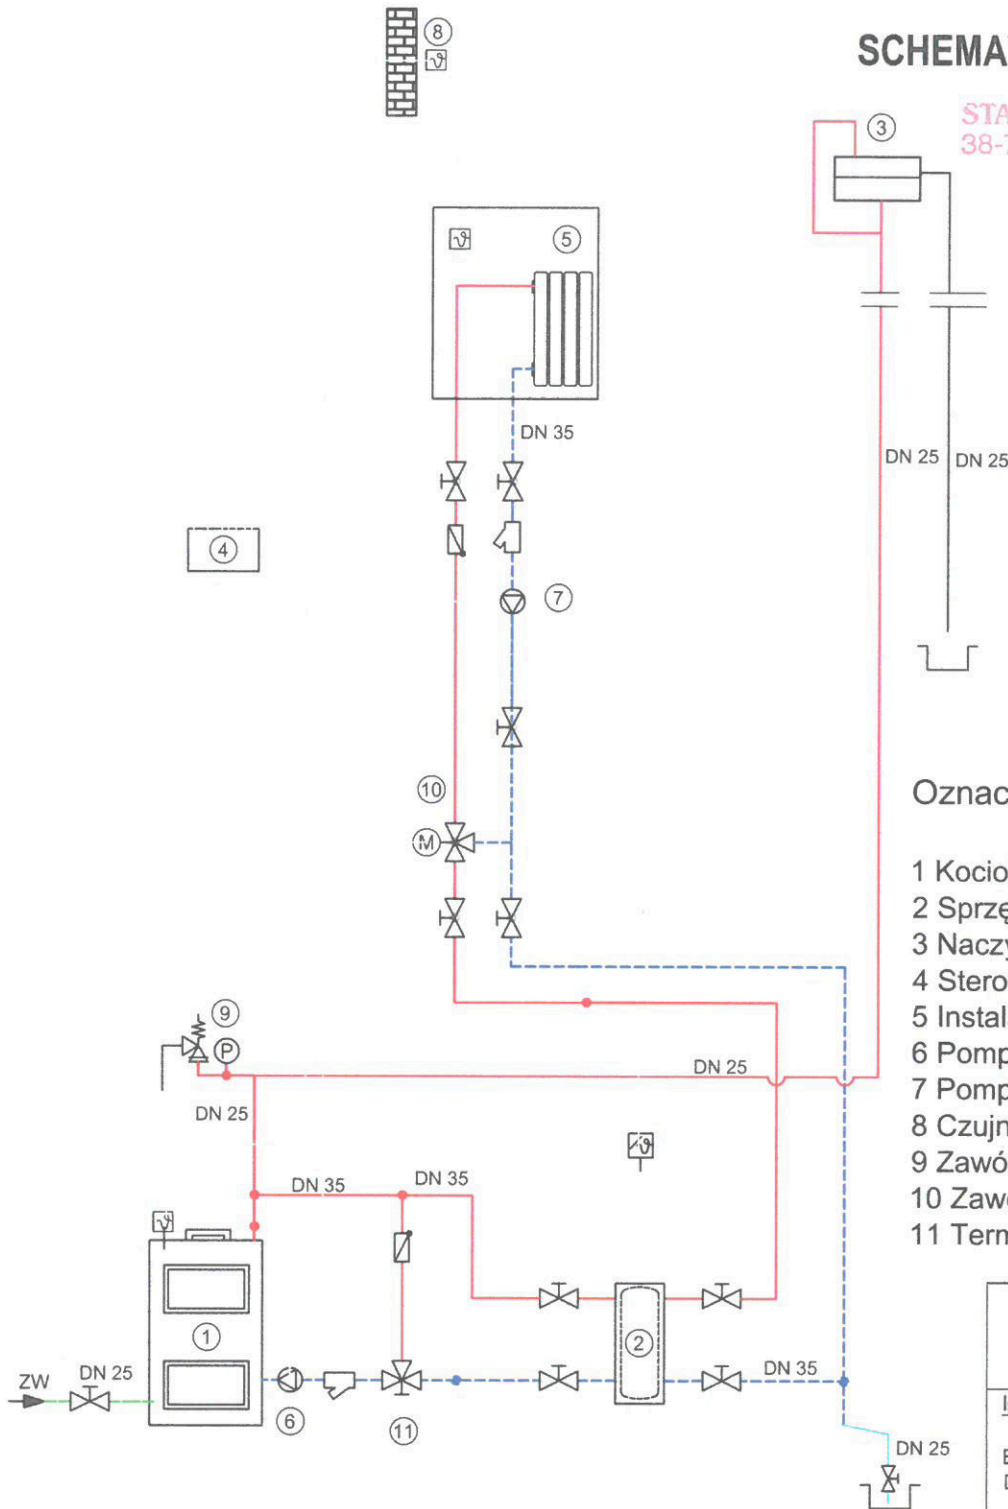 8
SCHEMA
STA
38-7
3
5
DN 35
DN 25
DN 25
4
7
10
M
Oznac
1 Kocio
2 Sprzę
3 Naczy
4 Stero
5 Instal
6 Pomp
7 Pomp
8 Czujn
9 Zawó
10 Zawo
11 Term
9
P
DN 25
DN 25
DN 35
DN 35
1
2
ZW
DN 25
DN 35
6
11
DN 25